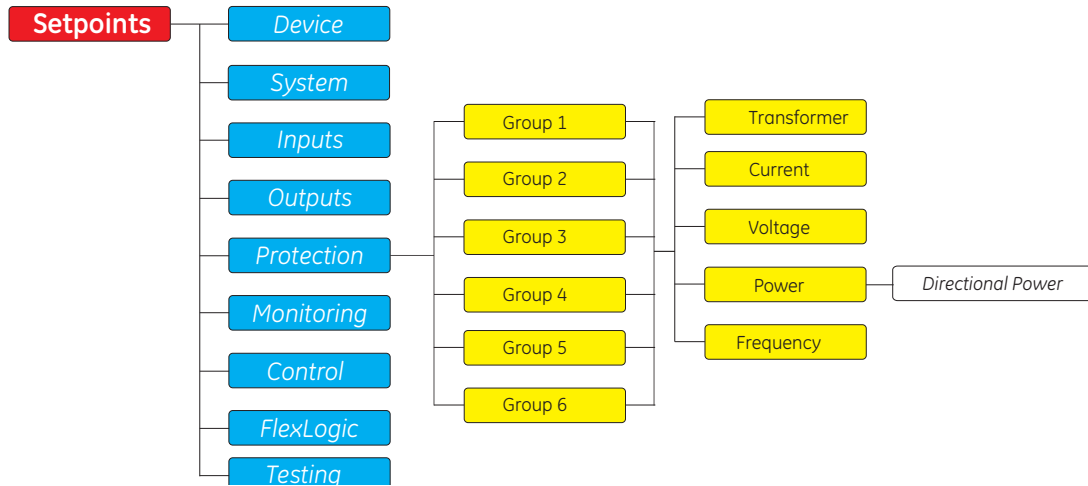 Setpoints
Device
System
Inputs
Outputs
Protection
Monitoring
Control
FlexLogic
Testing
Group 1
Group 2
Group 3
Group 4
Group 5
Group 6
Transformer
Current
Voltage
Power
Frequency
Directional Power